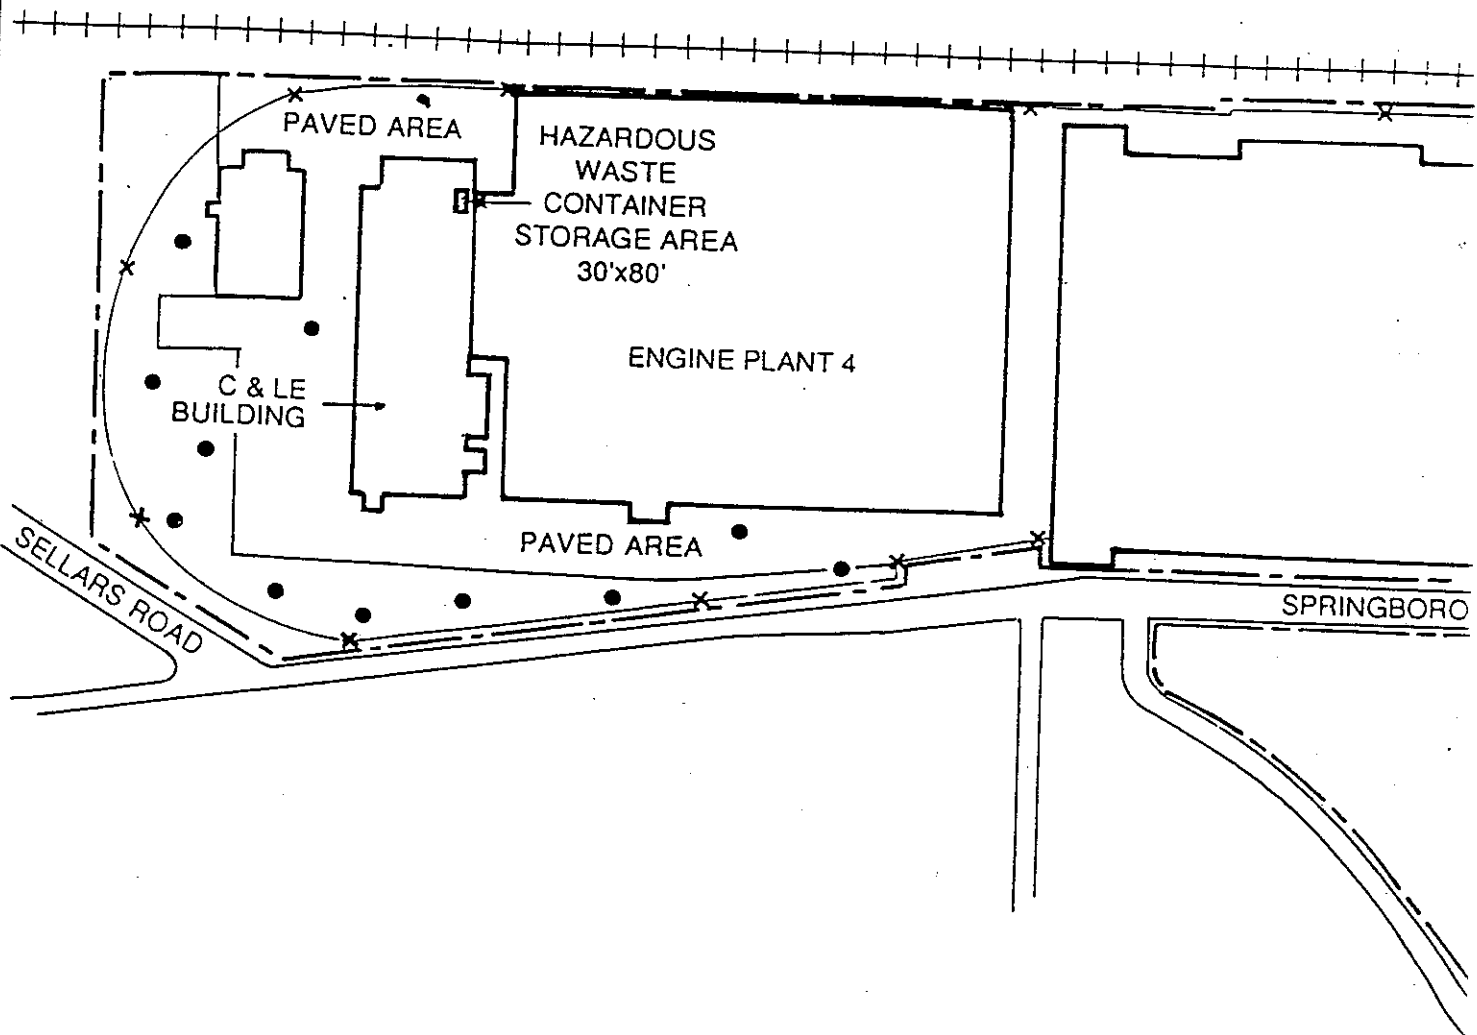 PAVED AREA
HAZARDOUS
WASTE
CONTAINER
STORAGE AREA
30'x80'
ENGINE PLANT 4
C & LE
BUILDING
PAVED AREA
SELLARS ROAD
SPRINGBORO